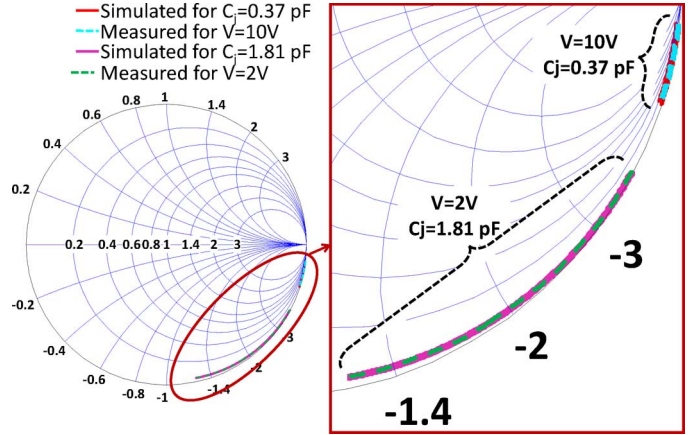 Simulated for Cj=0.37 pF
Measured for V=10V
Simulated for Cj=1.81 pF
Measured for V=2V
0.2
0.4
0.6
0.8
1
1.4
2
3
0.2 0.4 0.6 0.8 1 1.4 2 3
-0.2
-0.4
-0.6
-0.8
-1
-1.4
-2
3
V=10V
Cj=0.37 pF
V=2V
Cj=1.81 pF
-3
-2
-1.4